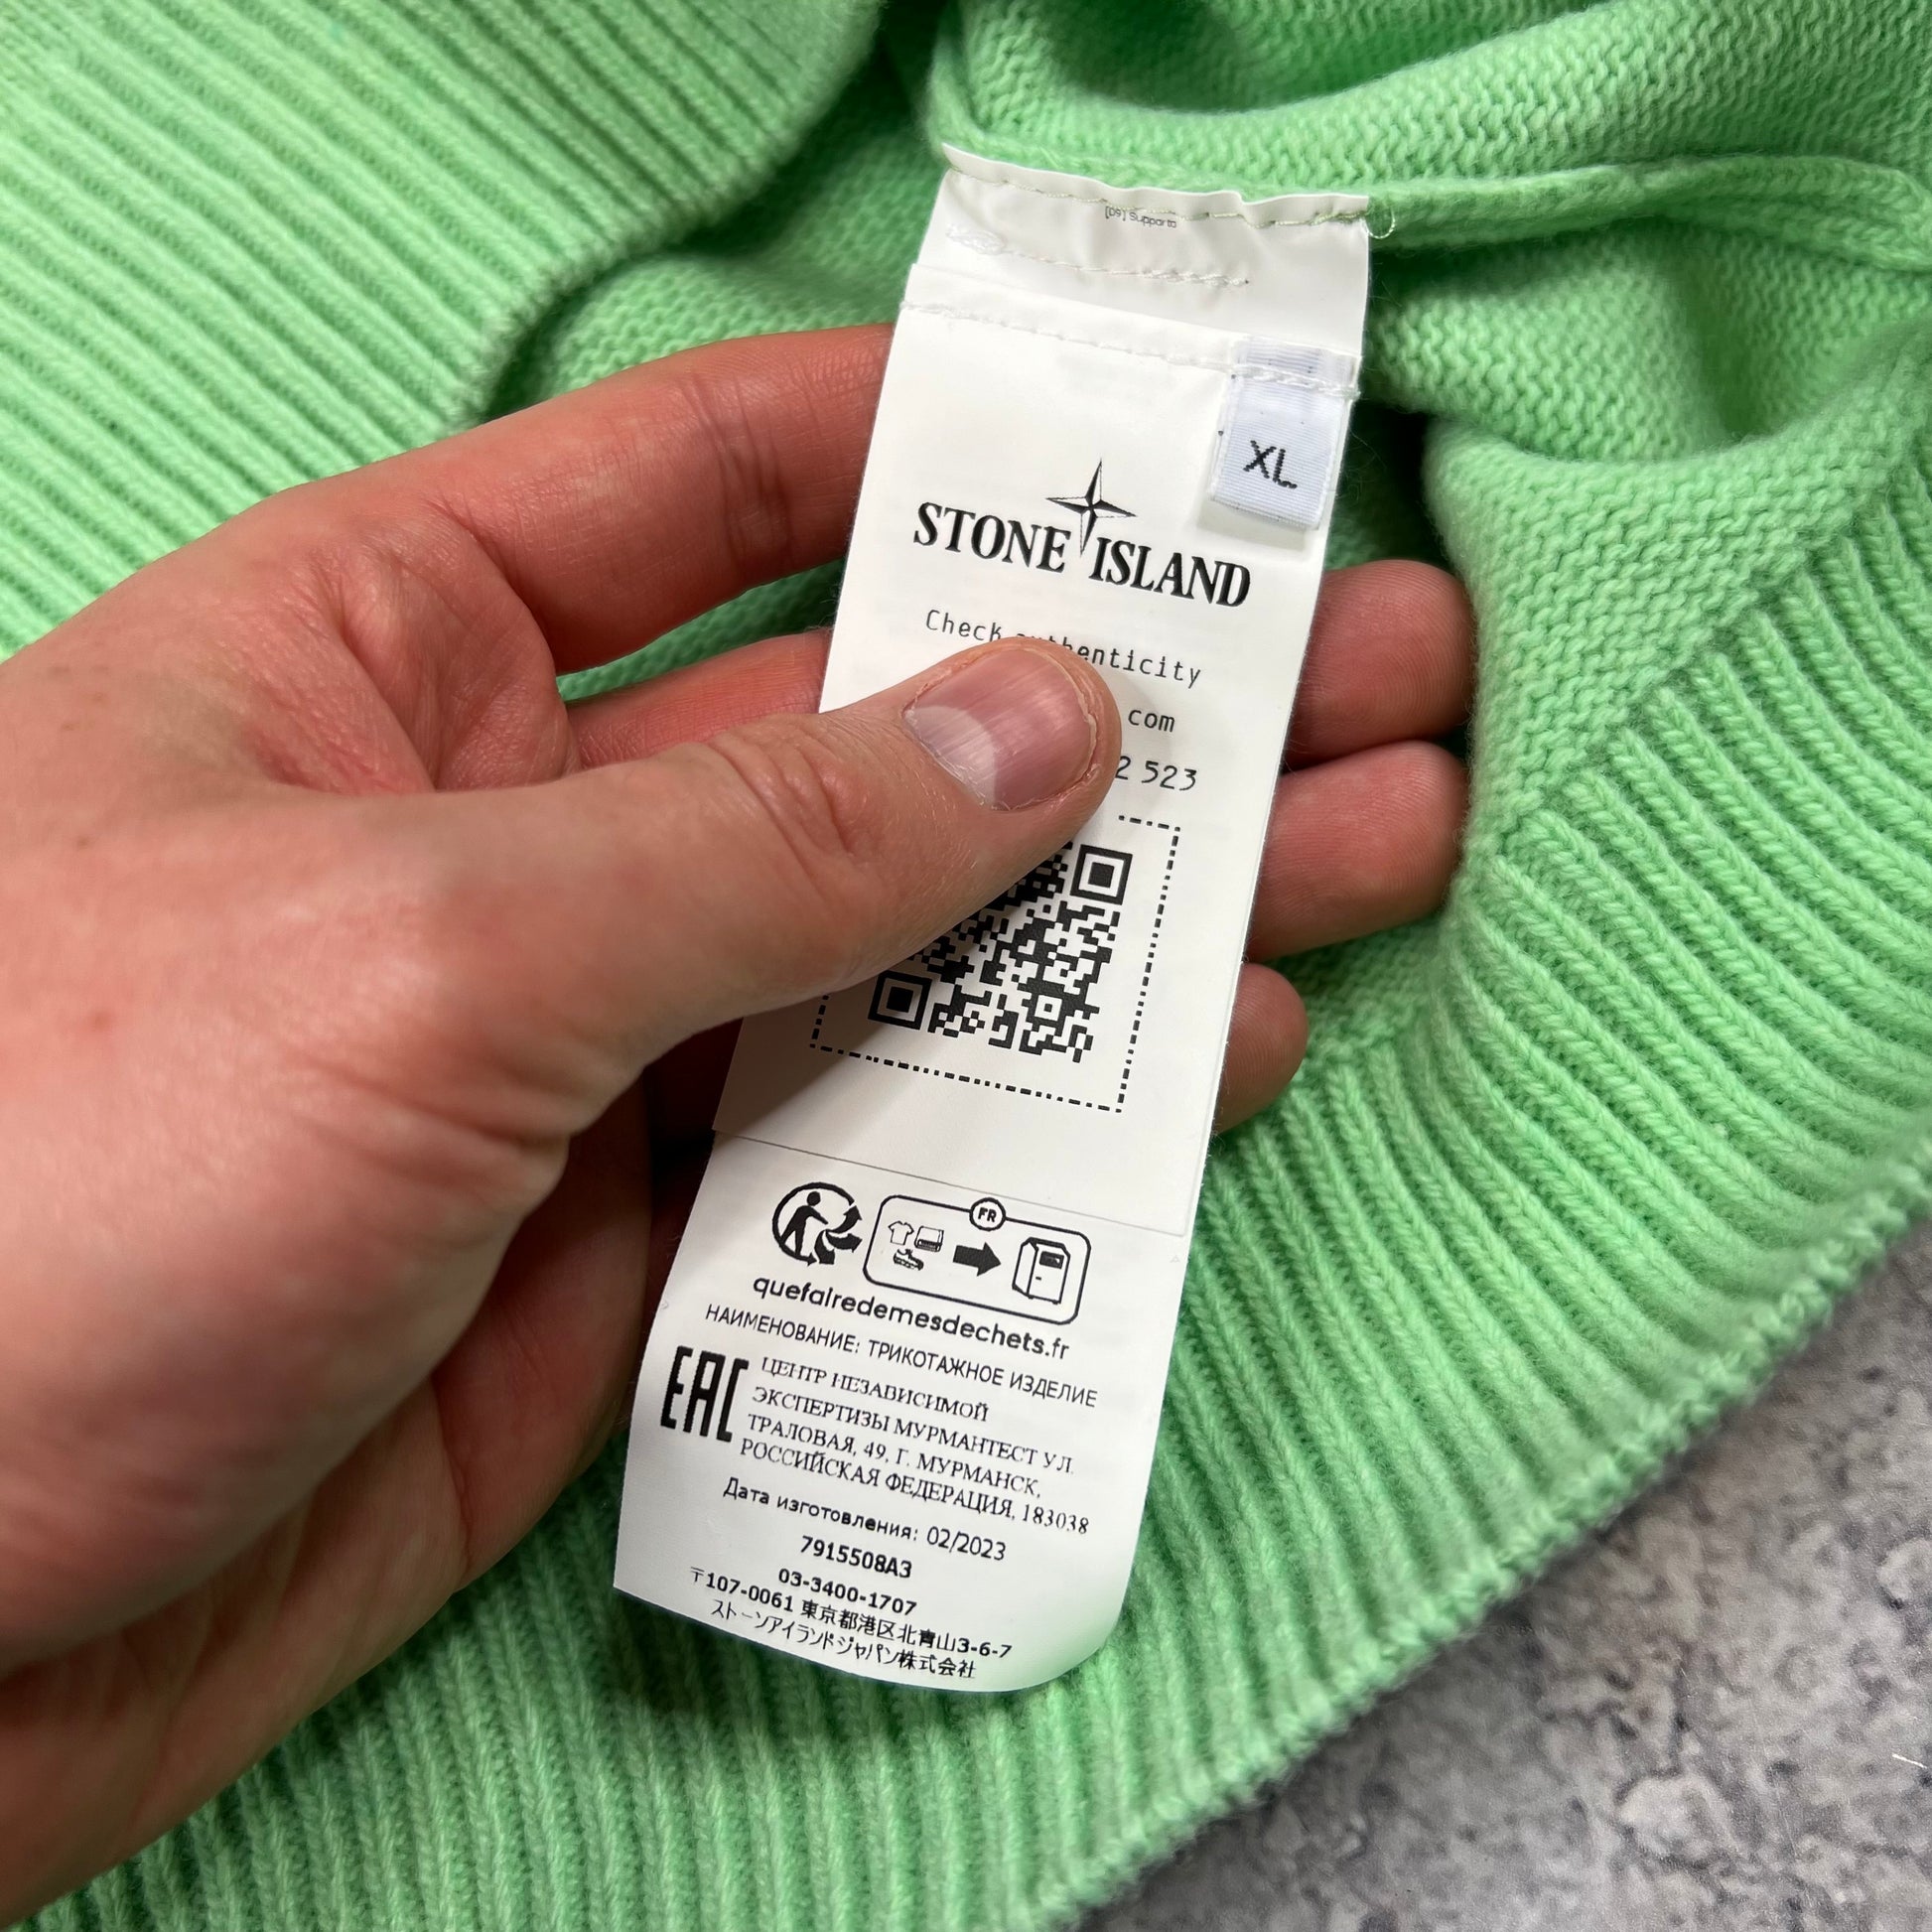 XL
STONE ISLAND
Check authenticity
com
2 523
FR
quefairedemesdechets.fr
НАИМЕНОВАНИЕ: ТРИКОТАЖНОЕ ИЗДЕЛИЕ
EAC
ЦЕНТР НЕЗАВИСИМОЙ
ЭКСПЕРТИЗЫ МУРМАНТЕСТ УЛ.
ТРАЛОВАЯ, 49, Г. МУРМАНСК,
РОССИЙСКАЯ ФЕДЕРАЦИЯ, 183038
Дата изготовления: 02/2023
7915508A3
03-3400-1707
〒107-0061 東京都港区北青山3-6-7
ストーンアイランドジャパン株式会社